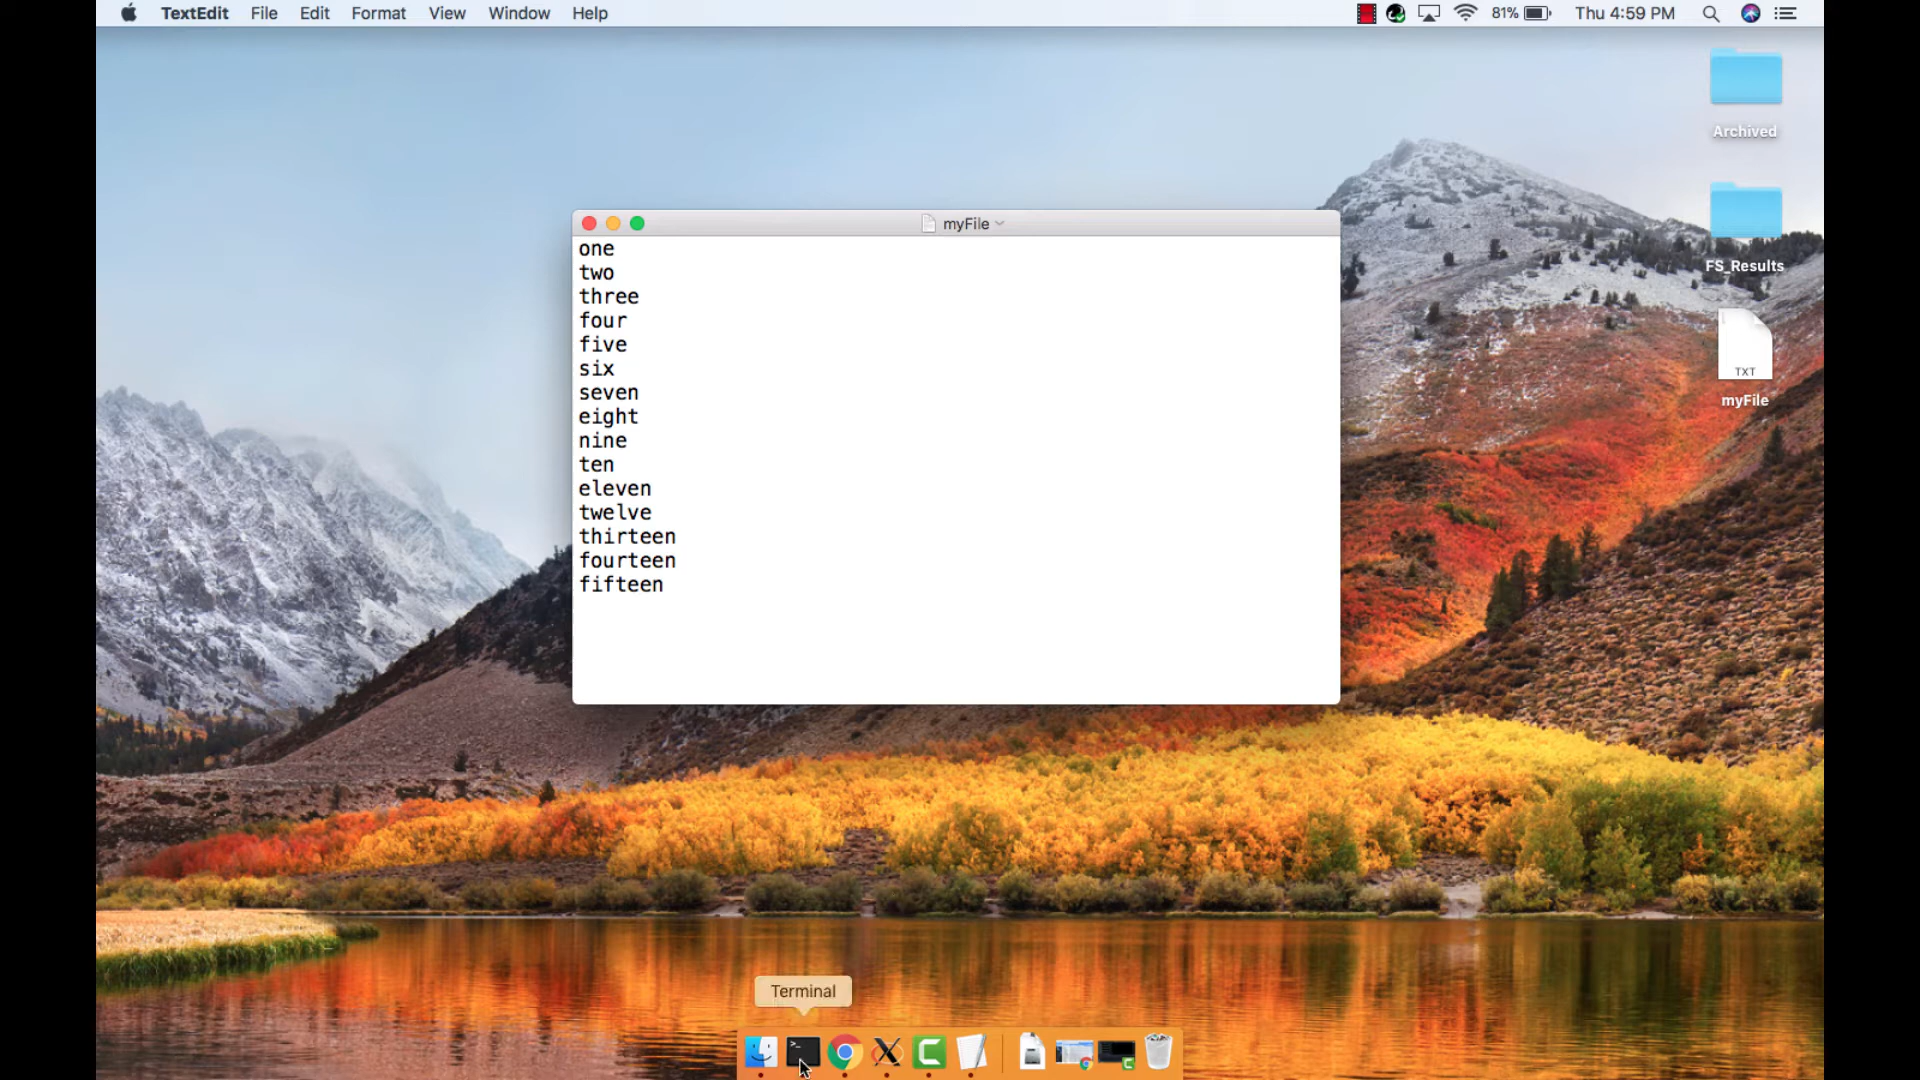 TextEdit File Edit Format View Window Help 81% Thu 4:59 PM
Archived
FS_Results
TXT
myFile
myFile
one
two
three
four
five
six
seven
eight
nine
ten
eleven
twelve
thirteen
fourteen
fifteen
Terminal